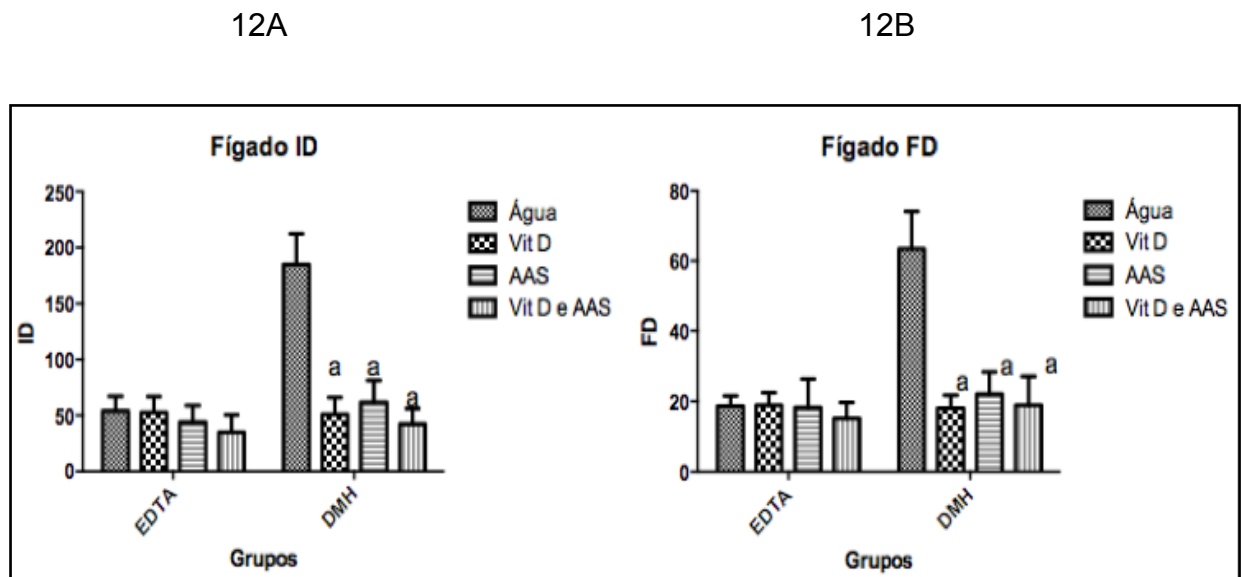 12A
12B
Fígado ID
250
200
150
100
50
0
ID
a
a
a
EDTA
DMH
Grupos
Água
Vit D
AAS
Vit D e AAS
Fígado FD
80
60
40
20
0
FD
a
a
a
EDTA
DMH
Grupos
Água
Vit D
AAS
Vit D e AAS